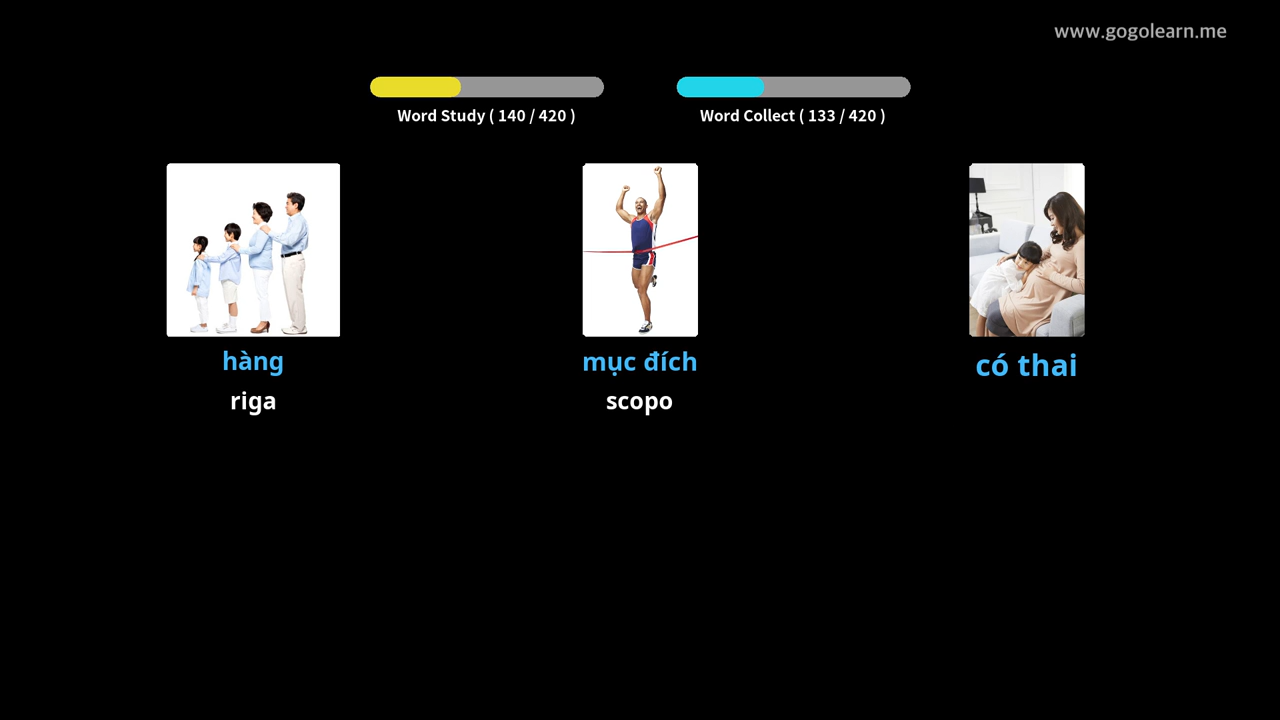 www.gogolearn.me
Word Study ( 140 / 420 )
Word Collect ( 133 / 420 )
hàng
riga
mục đích
scopo
có thai